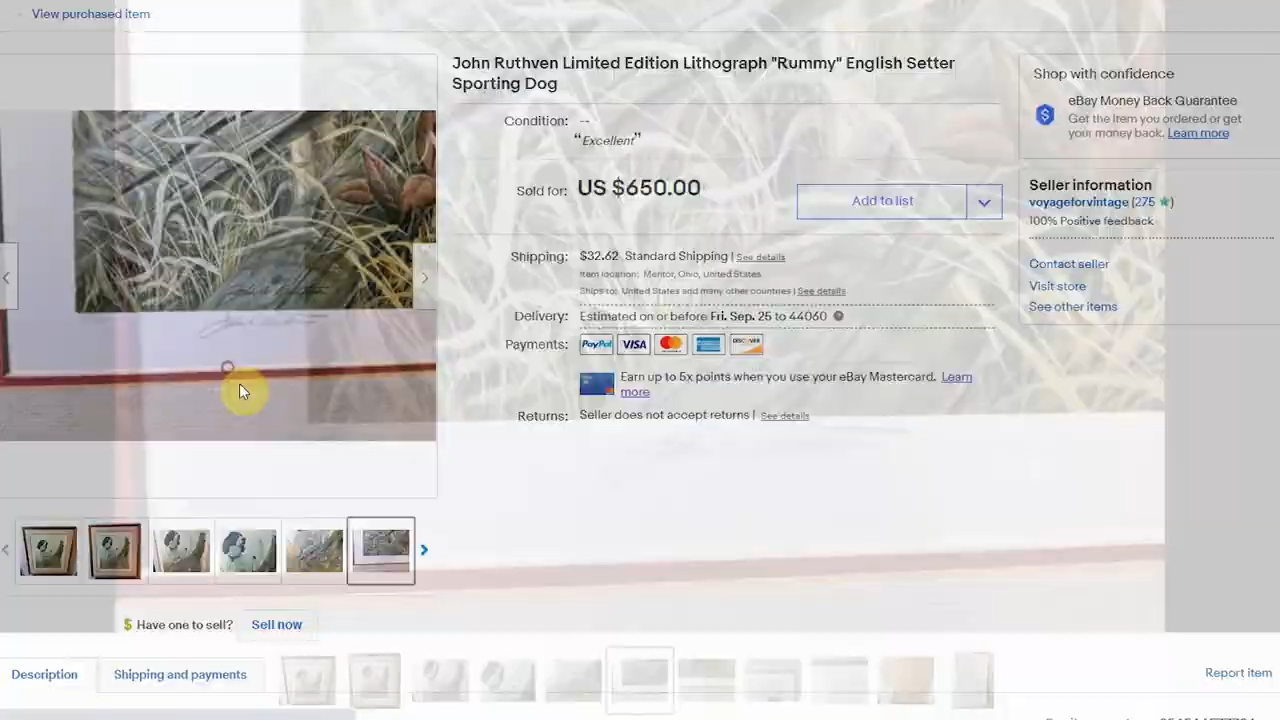 View purchased item
John Ruthven Limited Edition Lithograph "Rummy" English Setter
Sporting Dog
Condition: --
"Excellent"
Sold for: US $650.00
Add to list
Shipping: $32.62 Standard Shipping | See details
Item location: Mentor, Ohio, United States
Ships to: United States and many other countries | See details
Delivery: Estimated on or before Fri. Sep. 25 to 44060
Payments: PayPal VISA DISCOVER
Earn up to 5x points when you use your eBay Mastercard. Learn
more
Returns: Seller does not accept returns | See details
Shop with confidence
eBay Money Back Guarantee
Get the item you ordered or get
your money back. Learn more
Seller information
voyageforvintage (275 ★)
100% Positive feedback
Contact seller
Visit store
See other items
$ Have one to sell? Sell now
Description
Shipping and payments
Report item